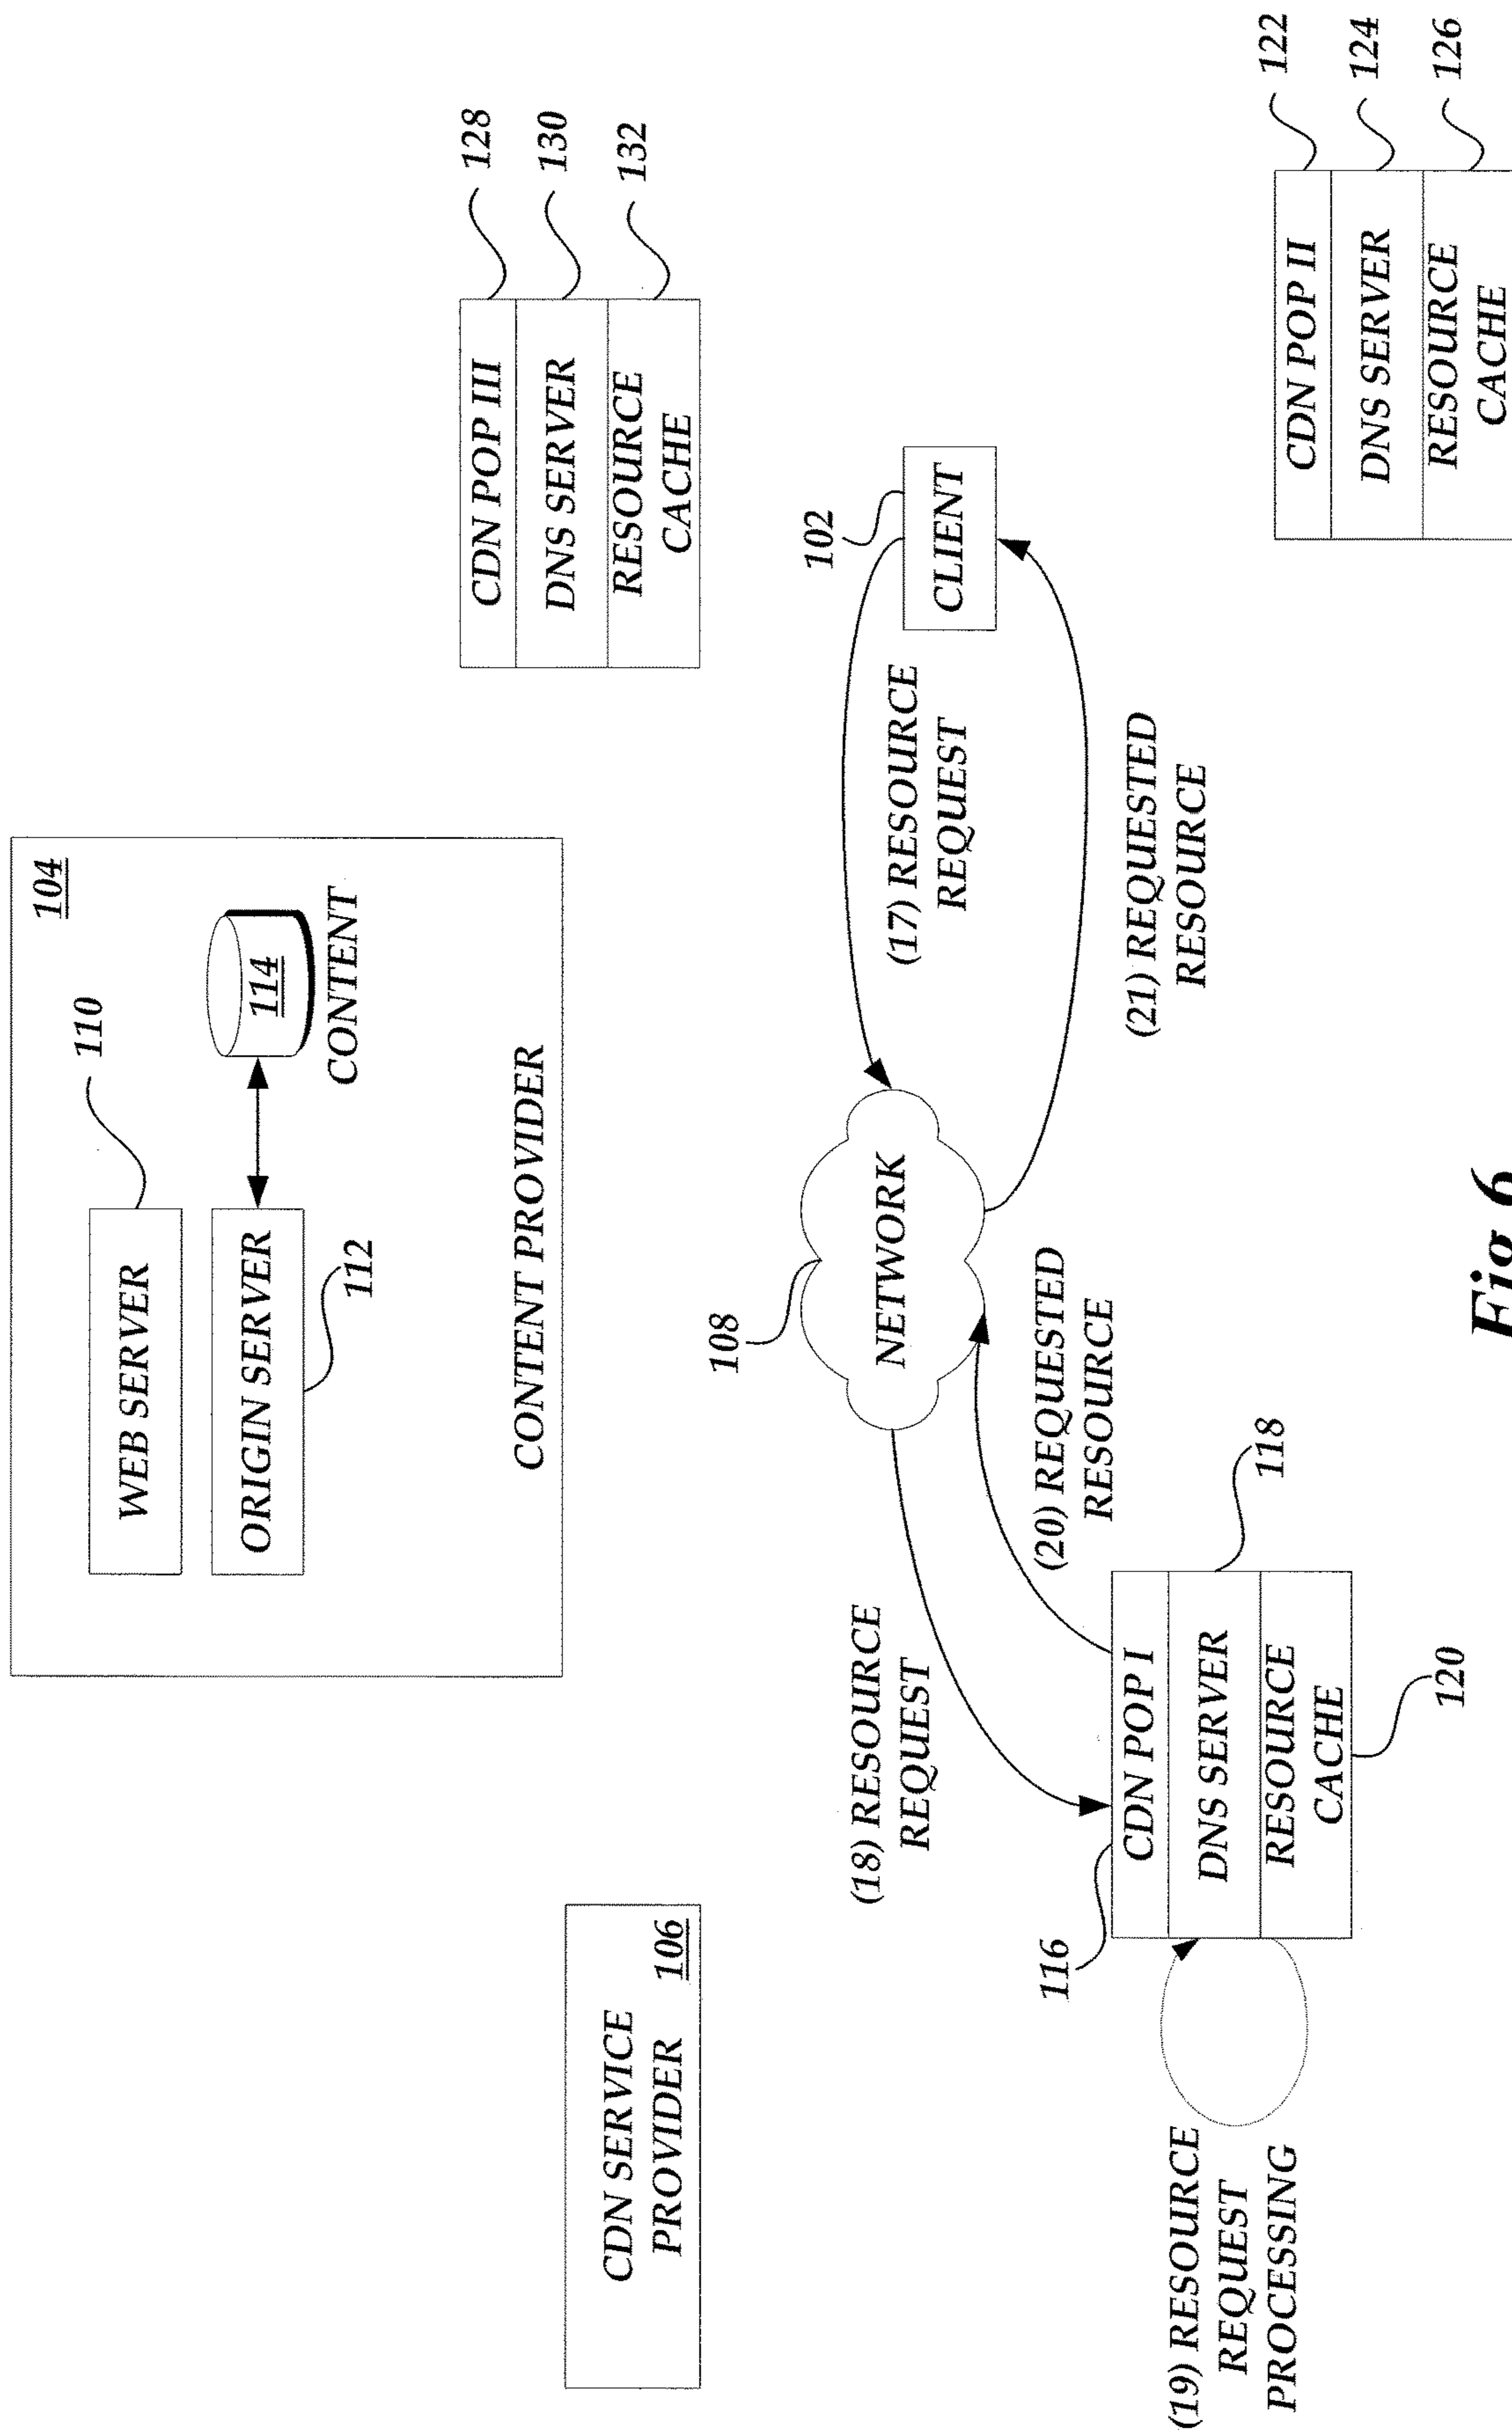 104
WEB SERVER
110
ORIGIN SERVER
112
114
CONTENT
CONTENT PROVIDER
CDN SERVICE
PROVIDER
106
CDN POP III
128
DNS SERVER
130
RESOURCE
CACHE
132
108
NETWORK
102
CLIENT
(17) RESOURCE
REQUEST
(18) RESOURCE
REQUEST
(20) REQUESTED
RESOURCE
(21) REQUESTED
RESOURCE
116
CDN POP I
DNS SERVER
118
RESOURCE
CACHE
120
(19) RESOURCE
REQUEST
PROCESSING
CDN POP II
122
DNS SERVER
124
RESOURCE
CACHE
126
Fig.6.